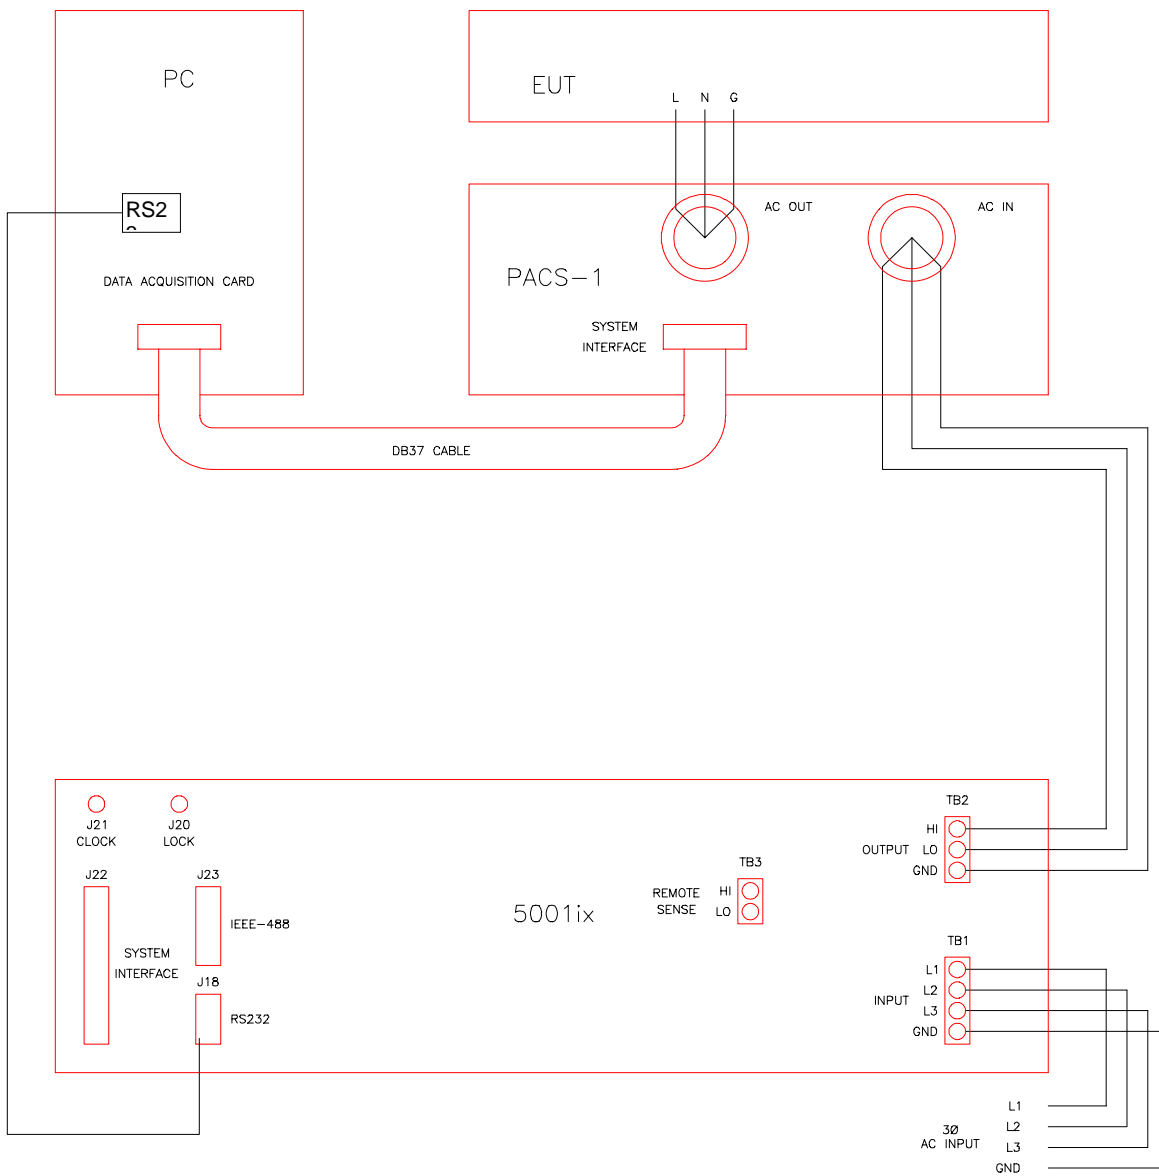 PC
EUT
L N G
RS2
AC OUT
AC IN
DATA ACQUISITION CARD
PACS-1
SYSTEM
INTERFACE
DB37 CABLE
J21
CLOCK
J20
LOCK
TB2
HI
OUTPUT LO
GND
J22
J23
IEEE-488
SYSTEM
INTERFACE
J18
RS232
5001ix
TB3
REMOTE
SENSE
HI
LO
TB1
L1
L2
INPUT
L3
GND
3Ø
AC INPUT
L1
L2
L3
GND